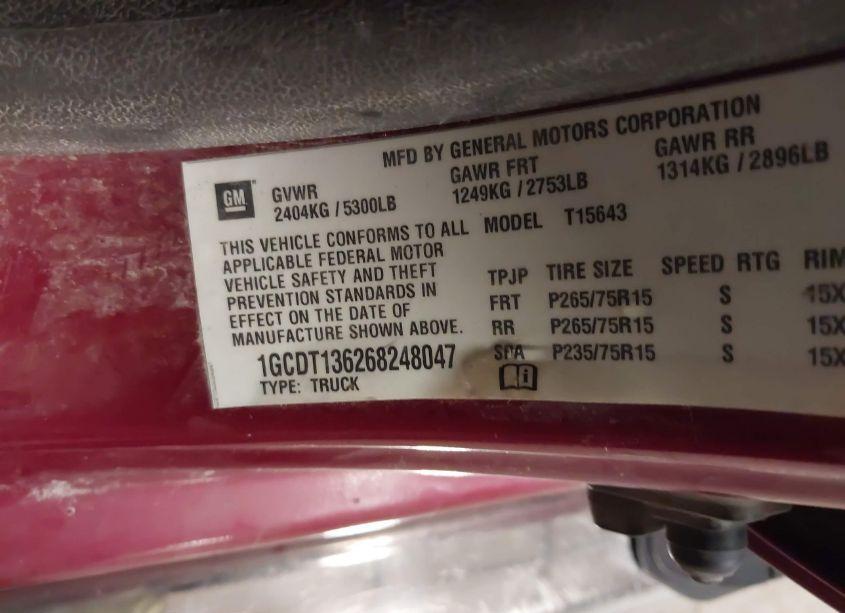 MFD BY GENERAL MOTORS CORPORATION
GM
GVWR GAWR FRT GAWR RR
2404KG / 5300LB 1249KG / 2753LB 1314KG / 2896LB
THIS VEHICLE CONFORMS TO ALL
APPLICABLE FEDERAL MOTOR
VEHICLE SAFETY AND THEFT
PREVENTION STANDARDS IN
EFFECT ON THE DATE OF
MANUFACTURE SHOWN ABOVE.
1GCDT136268248047
TYPE: TRUCK
MODEL T15643
TPJP TIRE SIZE SPEED RTG RIM
FRT P265/75R15 S 15X
RR P265/75R15 S 15X
SPA P235/75R15 S 15X
i